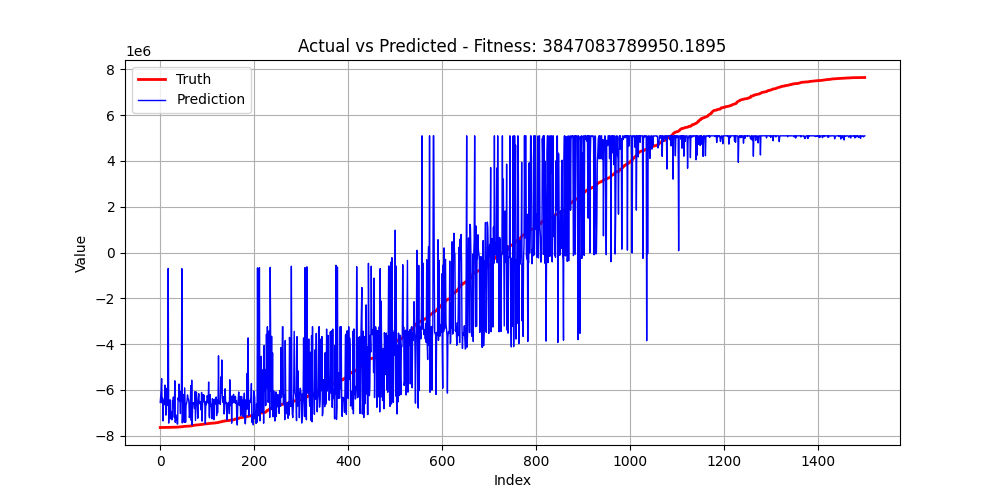 Actual vs Predicted - Fitness: 3847083789950.1895
1e6
Truth
Prediction
8
6
4
2
0
−2
−4
−6
−8
Value
0 200 400 600 800 1000 1200 1400
Index